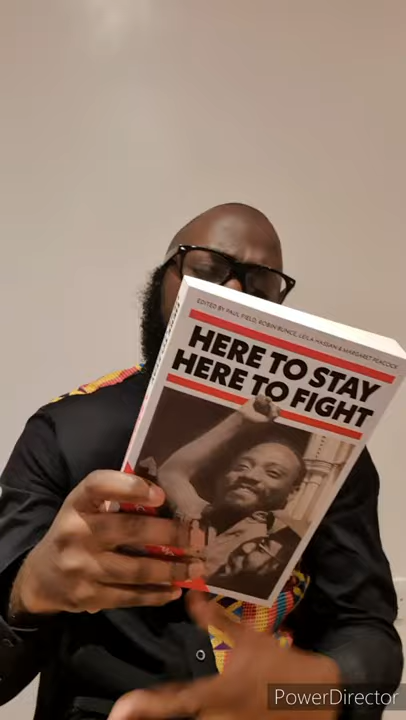 EDITED BY PAUL FIELD, ROBIN BUNCE, LEILA HASSAN & MARGARET PEACOCK
HERE TO STAY
HERE TO FIGHT
PowerDirector